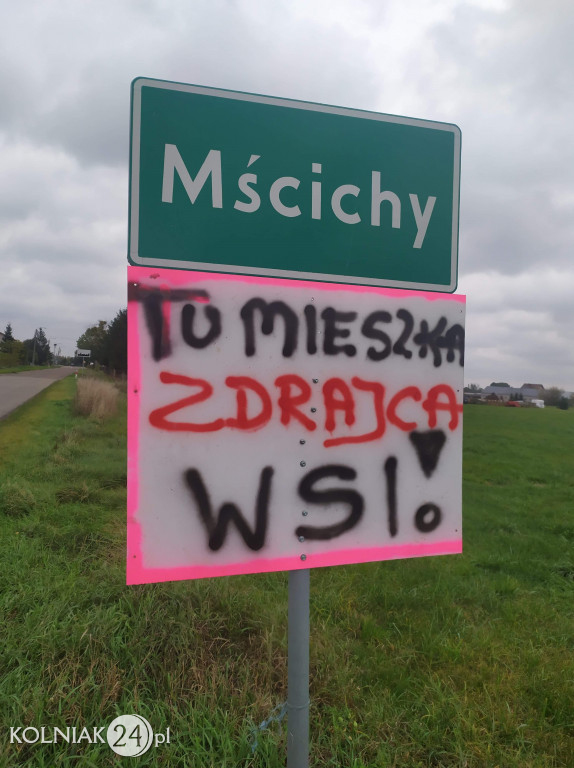 Mścichy
TU MIESZKA
ZDRAJCA
WSI!
KOLNIAK24.pl